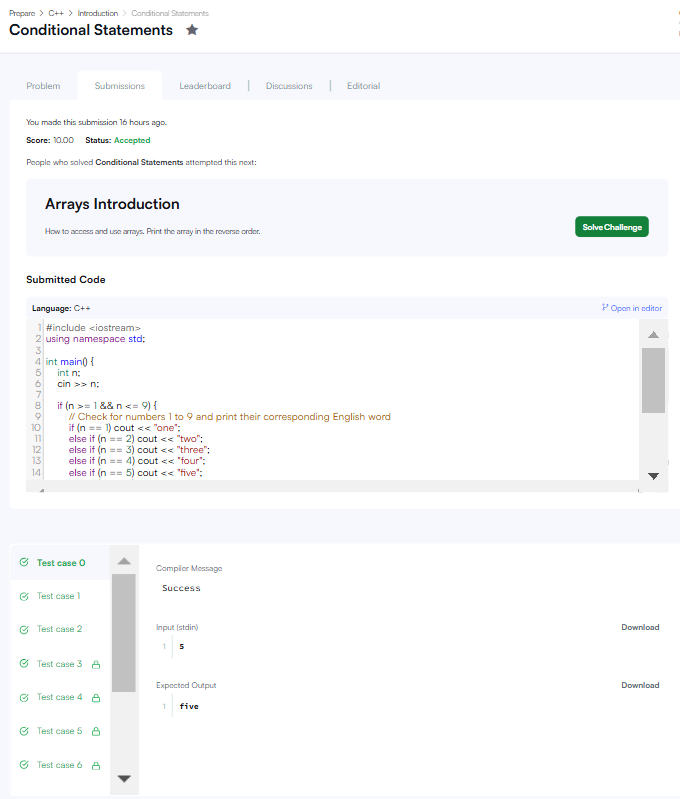 Prepare > C++ > Introduction > Conditional Statements
Conditional Statements
Problem Submissions Leaderboard Discussions Editorial
You made this submission 16 hours ago.
Score: 10.00 Status: Accepted
People who solved Conditional Statements attempted this next:
Arrays Introduction
How to access and use arrays. Print the array in the reverse order.
Solve Challenge
Submitted Code
Language: C++ Open in editor
1 #include <iostream>
2 using namespace std;
3
4 int main() {
5 int n;
6 cin >> n;
7
8 if (n >= 1 && n <= 9) {
9 // Check for numbers 1 to 9 and print their corresponding English word
10 if (n == 1) cout << "one";
11 else if (n == 2) cout << "two";
12 else if (n == 3) cout << "three";
13 else if (n == 4) cout << "four";
14 else if (n == 5) cout << "five";
Test case 0
Test case 1
Test case 2
Test case 3
Test case 4
Test case 5
Test case 6
Compiler Message
Success
Input (stdin) Download
1 5
Expected Output Download
1 five